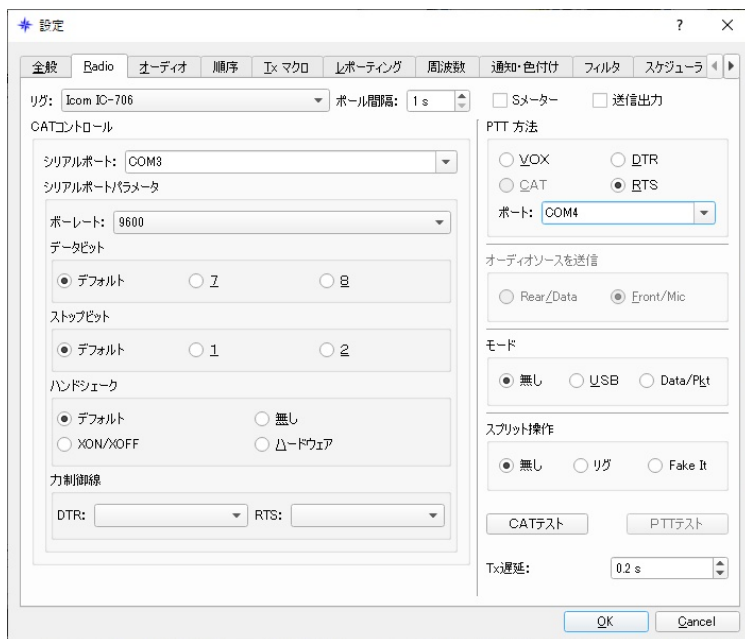 設定
? ×
全般 Radio オーディオ 順序 Tx マクロ レポーティング 周波数 通知・色付け フィルタ スケジューラ
リグ: Icom IC-706 ポール間隔: 1 s Sメーター 送信出力
CATコントロール
シリアルポート: COM3
シリアルポートパラメータ
ボーレート: 9600
データビット
デフォルト 7 8
ストップビット
デフォルト 1 2
ハンドシェーク
デフォルト 無し
XON/XOFF ハードウェア
力制御線
DTR: RTS:
PTT 方法
VOX DTR
CAT RTS
ポート: COM4
オーディオソースを送信
Rear/Data Front/Mic
モード
無し USB Data/Pkt
スプリット操作
無し リグ Fake It
CATテスト PTTテスト
Tx遅延: 0.2 s
OK Cancel